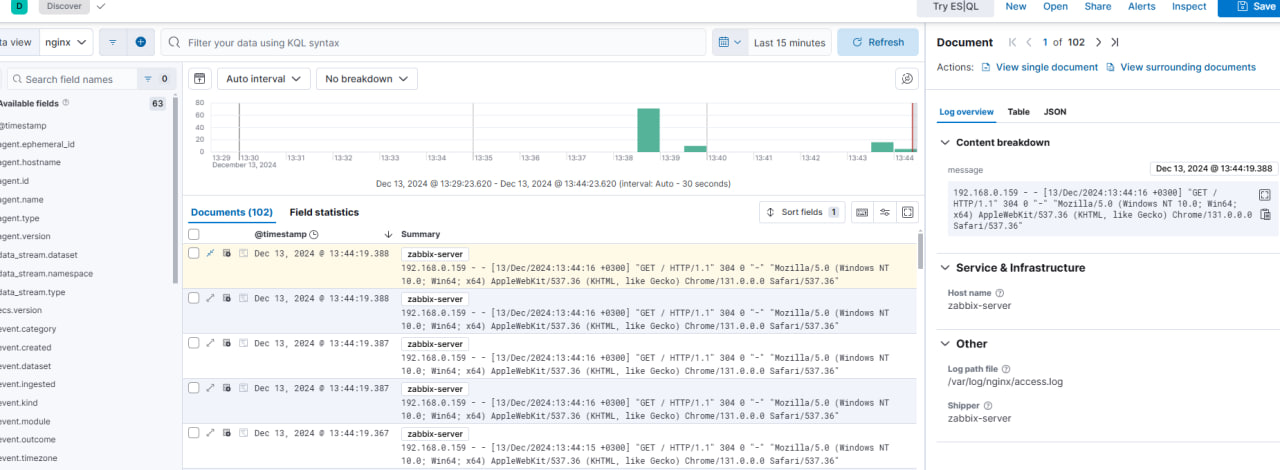 D Discover Try ES|QL New Open Share Alerts Inspect Save
ta view nginx Filter your data using KQL syntax Last 15 minutes Refresh
Search field names 0
Available fields 63
@timestamp
agent.ephemeral_id
agent.hostname
agent.id
agent.name
agent.type
agent.version
data_stream.dataset
data_stream.namespace
data_stream.type
ecs.version
event.category
event.created
event.dataset
event.ingested
event.kind
event.module
event.outcome
event.timezone
Auto interval No breakdown
80
60
40
20
0
13:29 13:30 13:31 13:32 13:33 13:34 13:35 13:36 13:37 13:38 13:39 13:40 13:41 13:42 13:43 13:44
December 13, 2024
Dec 13, 2024 @ 13:29:23.620 - Dec 13, 2024 @ 13:44:23.620 (interval: Auto - 30 seconds)
Documents (102) Field statistics Sort fields 1
@timestamp Summary
Dec 13, 2024 @ 13:44:19.388 zabbix-server
192.168.0.159 - - [13/Dec/2024:13:44:16 +0300] "GET / HTTP/1.1" 304 0 "-" "Mozilla/5.0 (Windows NT
10.0; Win64; x64) AppleWebKit/537.36 (KHTML, like Gecko) Chrome/131.0.0.0 Safari/537.36"
Dec 13, 2024 @ 13:44:19.388 zabbix-server
192.168.0.159 - - [13/Dec/2024:13:44:16 +0300] "GET / HTTP/1.1" 304 0 "-" "Mozilla/5.0 (Windows NT
10.0; Win64; x64) AppleWebKit/537.36 (KHTML, like Gecko) Chrome/131.0.0.0 Safari/537.36"
Dec 13, 2024 @ 13:44:19.387 zabbix-server
192.168.0.159 - - [13/Dec/2024:13:44:16 +0300] "GET / HTTP/1.1" 304 0 "-" "Mozilla/5.0 (Windows NT
10.0; Win64; x64) AppleWebKit/537.36 (KHTML, like Gecko) Chrome/131.0.0.0 Safari/537.36"
Dec 13, 2024 @ 13:44:19.387 zabbix-server
192.168.0.159 - - [13/Dec/2024:13:44:16 +0300] "GET / HTTP/1.1" 304 0 "-" "Mozilla/5.0 (Windows NT
10.0; Win64; x64) AppleWebKit/537.36 (KHTML, like Gecko) Chrome/131.0.0.0 Safari/537.36"
Dec 13, 2024 @ 13:44:19.367 zabbix-server
192.168.0.159 - - [13/Dec/2024:13:44:15 +0300] "GET / HTTP/1.1" 304 0 "-" "Mozilla/5.0 (Windows NT
10.0; Win64; x64) AppleWebKit/537.36 (KHTML, like Gecko) Chrome/131.0.0.0 Safari/537.36"
Document 1 of 102
Actions: View single document View surrounding documents
Log overview Table JSON
Content breakdown
message Dec 13, 2024 @ 13:44:19.388
192.168.0.159 - - [13/Dec/2024:13:44:16 +0300] "GET /
HTTP/1.1" 304 0 "-" "Mozilla/5.0 (Windows NT 10.0; Win64;
x64) AppleWebKit/537.36 (KHTML, like Gecko) Chrome/131.0.0.0
Safari/537.36"
Service & Infrastructure
Host name
zabbix-server
Other
Log path file
/var/log/nginx/access.log
Shipper
zabbix-server